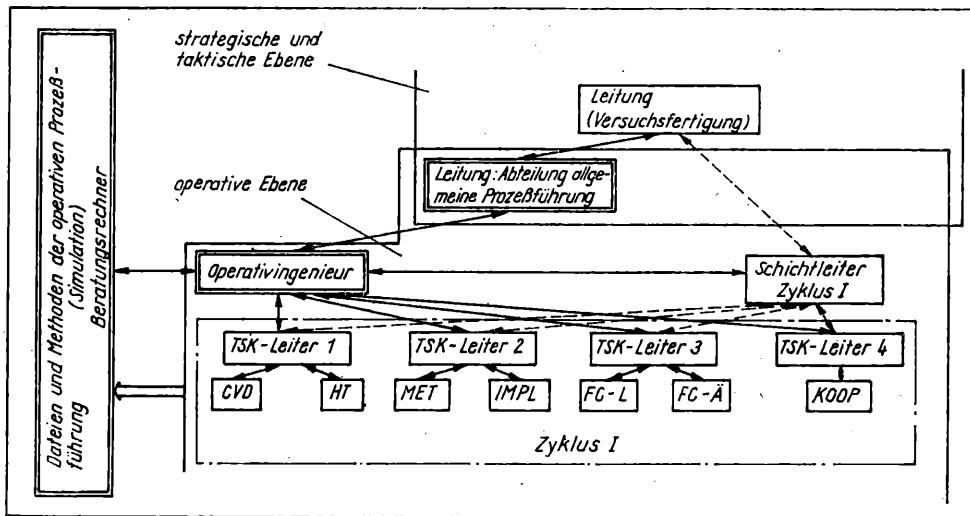 Dateien und Methoden der operativen Prozeß-
führung (Simulation)
Beratungsrechner
strategische und
taktische Ebene
Leitung
(Versuchsfertigung)
Leitung: Abteilung allge-
meine Prozeßführung
operative Ebene
Operativingenieur
Schichtleiter
Zyklus I
TSK-Leiter 1
TSK-Leiter 2
TSK-Leiter 3
TSK-Leiter 4
CVD
HT
MET
IMPL
FC-L
FC-Ä
KOOP
Zyklus I